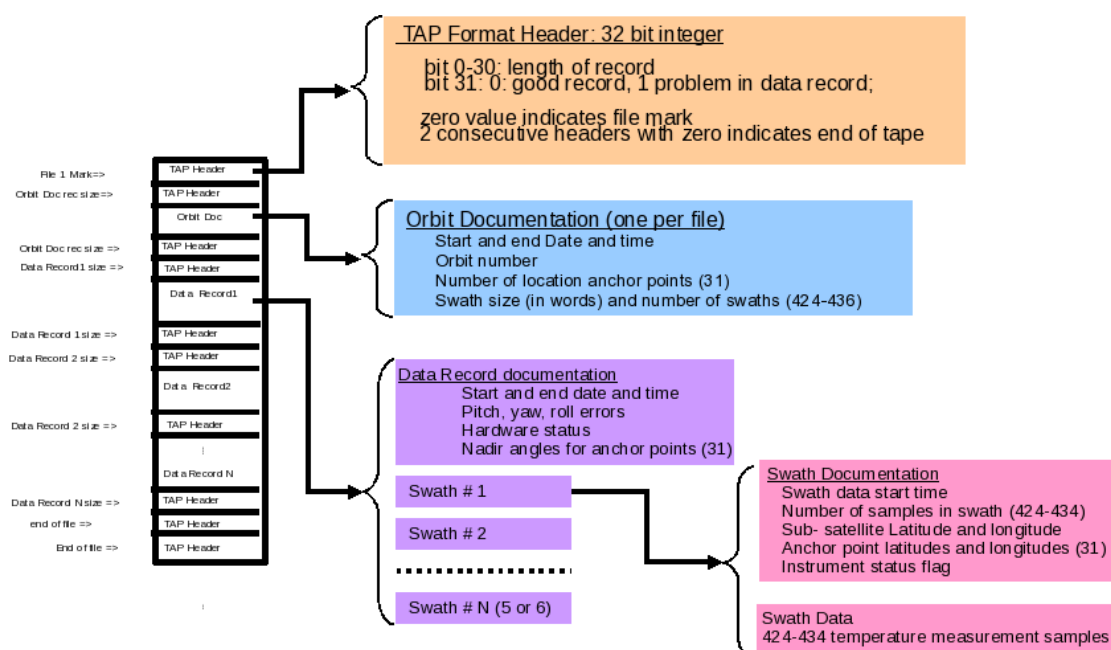 TAP Format Header: 32 bit integer
bit 0-30: length of record
bit 31: 0: good record, 1 problem in data record;
zero value indicates file mark
2 consecutive headers with zero indicates end of tape
File 1 Mark=>
TAP Header
Orbit Doc rec size=>
TAP Header
Orbit Doc
Orbit Doc rec size =>
TAP Header
Data Record1 size =>
TAP Header
Data Record1
Data Record 1size =>
TAP Header
Data Record 2 size =>
TAP Header
Data Record2
Data Record 2 size =>
TAP Header
Data Record N
Data Record N size =>
TAP Header
end of file =>
TAP Header
End of file =>
TAP Header
Orbit Documentation (one per file)
Start and end Date and time
Orbit number
Number of location anchor points (31)
Swath size (in words) and number of swaths (424-436)
Data Record documentation
Start and end date and time
Pitch, yaw, roll errors
Hardware status
Nadir angles for anchor points (31)
Swath # 1
Swath # 2
Swath # N (5 or 6)
Swath Documentation
Swath data start time
Number of samples in swath (424-434)
Sub- satellite Latitude and longitude
Anchor point latitudes and longitudes (31)
Instrument status flag
Swath Data
424-434 temperature measurement samples